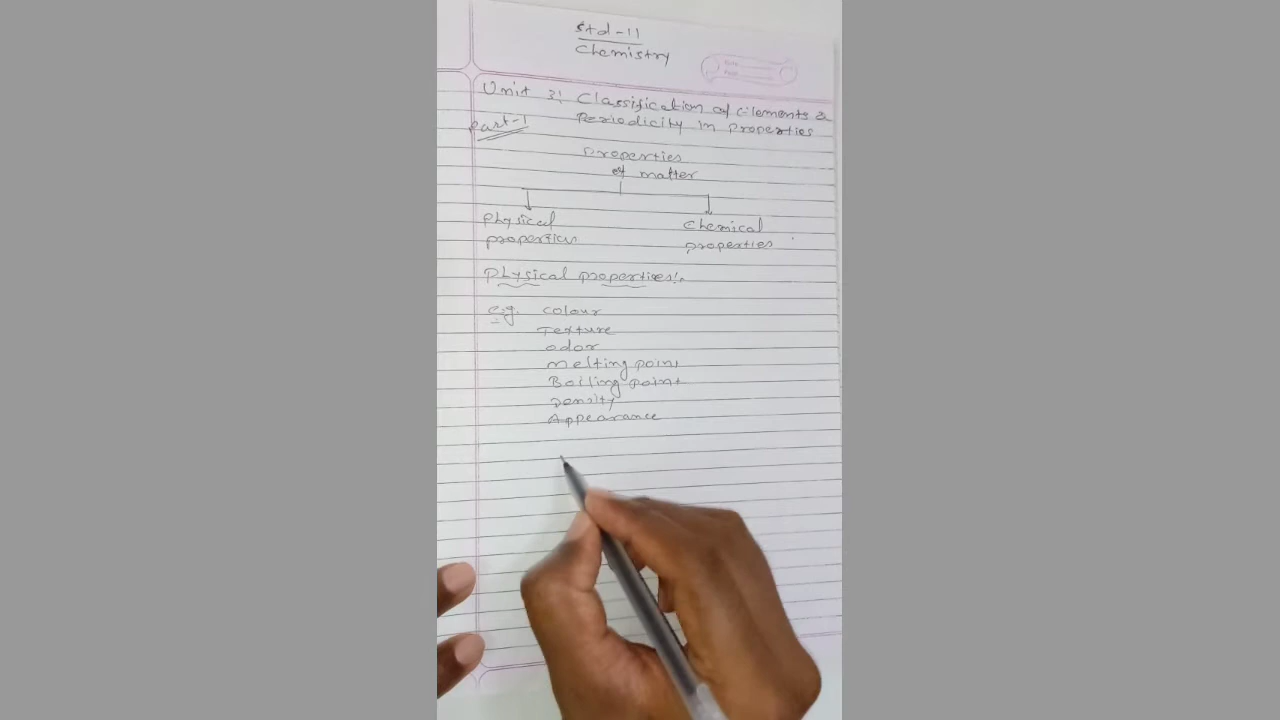 std-11
Chemistry
Unit 3: Classification of Elements &
Periodicity in properties
Part-1
Properties
of matter
Physical
properties
Chemical
properties
Physical properties:-
e.g. colour
Texture
odor
Melting point
Boiling point
Density
Appearance